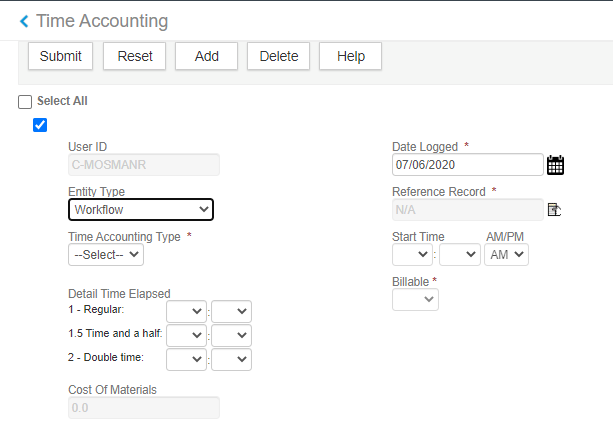 Time Accounting
Submit Reset Add Delete Help
Select All
User ID Date Logged *
C-MOSMANR 07/06/2020
Entity Type Reference Record *
Workflow N/A
Time Accounting Type * Start Time AM/PM
--Select-- : AM
Detail Time Elapsed Billable *
1 - Regular: :
1.5 Time and a half: :
2 - Double time: :
Cost Of Materials
0.0